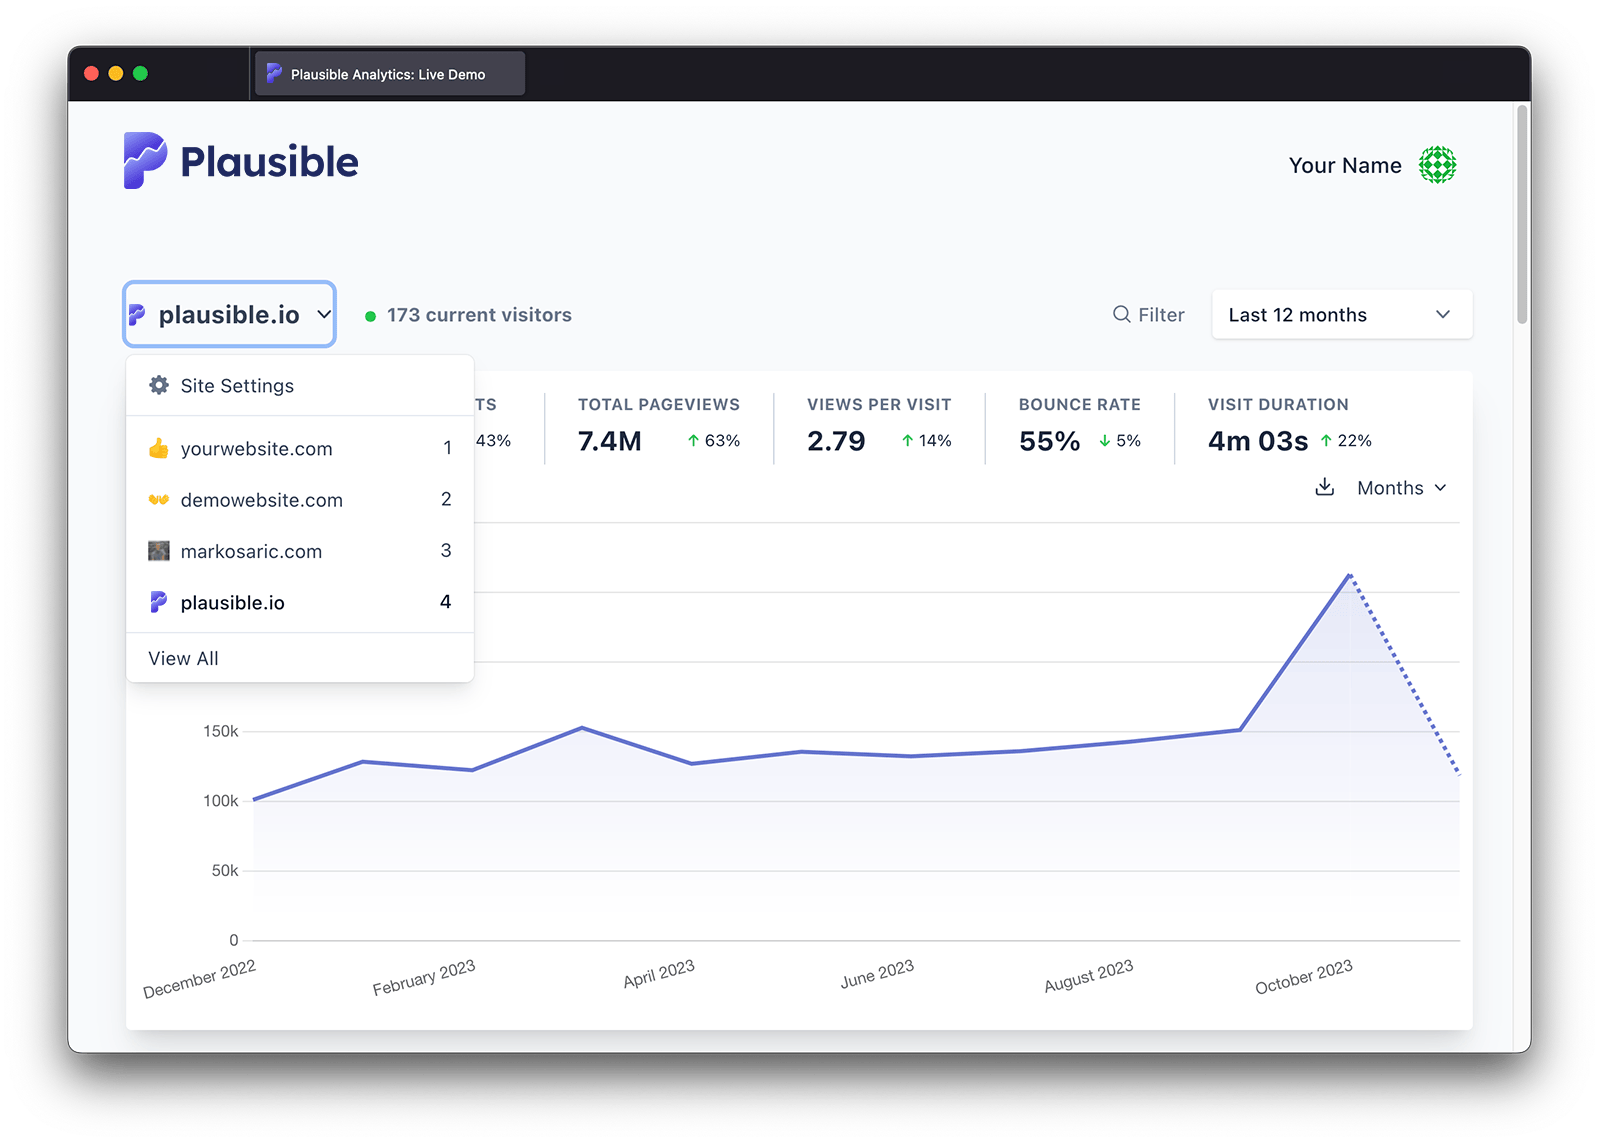 Plausible Analytics: Live Demo
Plausible
Your Name
plausible.io
173 current visitors
Filter
Last 12 months
Site Settings
yourwebsite.com 1
demowebsite.com 2
markosaric.com 3
plausible.io 4
View All
TS
43%
TOTAL PAGEVIEWS
7.4M ↑ 63%
VIEWS PER VISIT
2.79 ↑ 14%
BOUNCE RATE
55% ↓ 5%
VISIT DURATION
4m 03s ↑ 22%
Months
150k
100k
50k
0
December 2022
February 2023
April 2023
June 2023
August 2023
October 2023